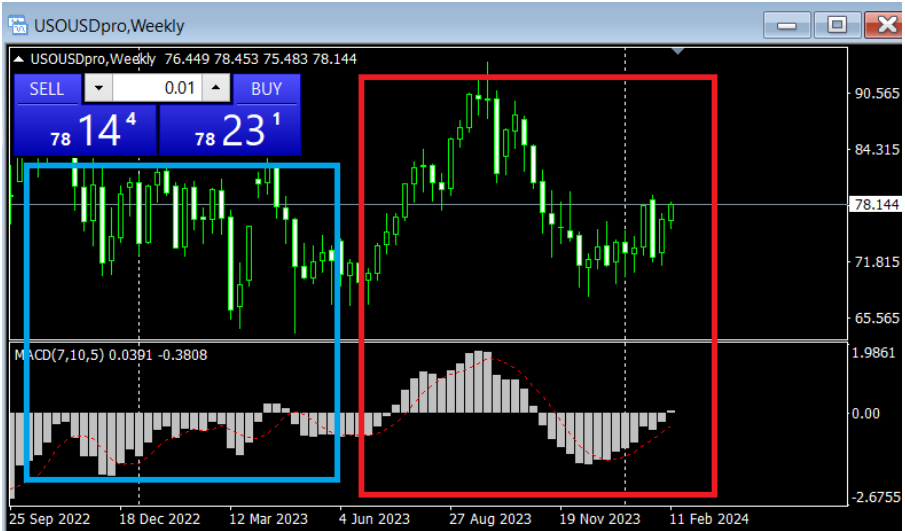 USOUSDpro,Weekly
USOUSDpro,Weekly 76.449 78.453 75.483 78.144
SELL 0.01 BUY
78 14 4 78 23 1
90.565
84.315
78.144
71.815
65.565
MACD(7,10,5) 0.0391 -0.3808
1.9861
0.00
-2.6755
25 Sep 2022 18 Dec 2022 12 Mar 2023 4 Jun 2023 27 Aug 2023 19 Nov 2023 11 Feb 2024